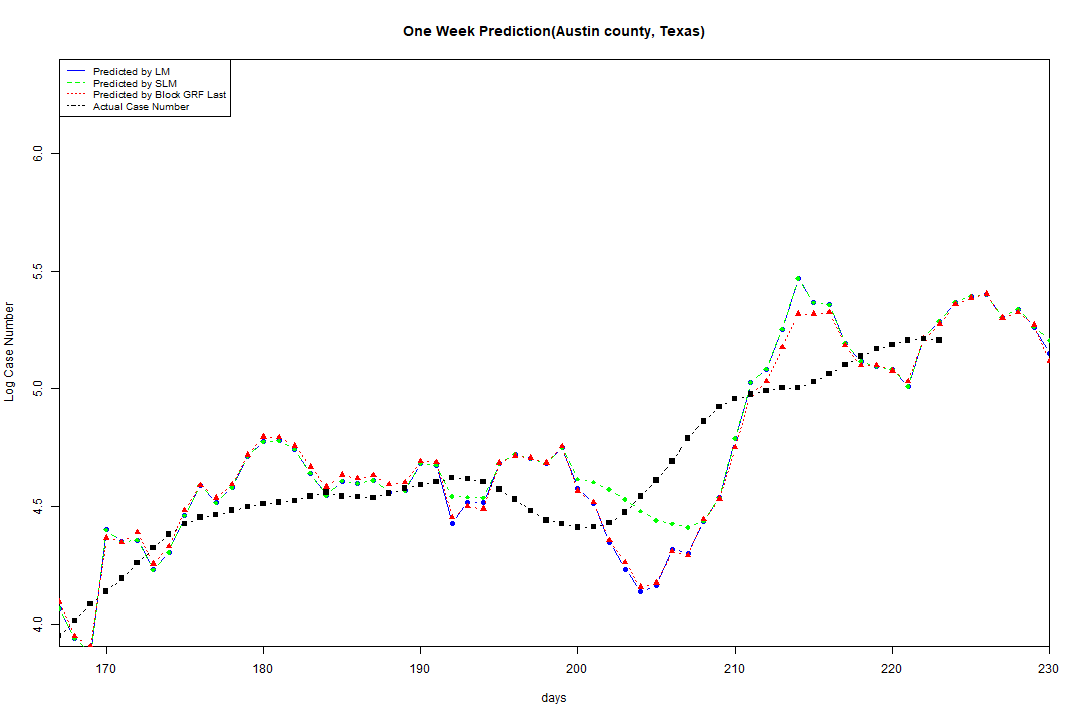 One Week Prediction(Austin county, Texas)
Predicted by LM
Predicted by SLM
Predicted by Block GRF Last
Actual Case Number
6.0
5.5
5.0
4.5
4.0
Log Case Number
170 180 190 200 210 220 230
days